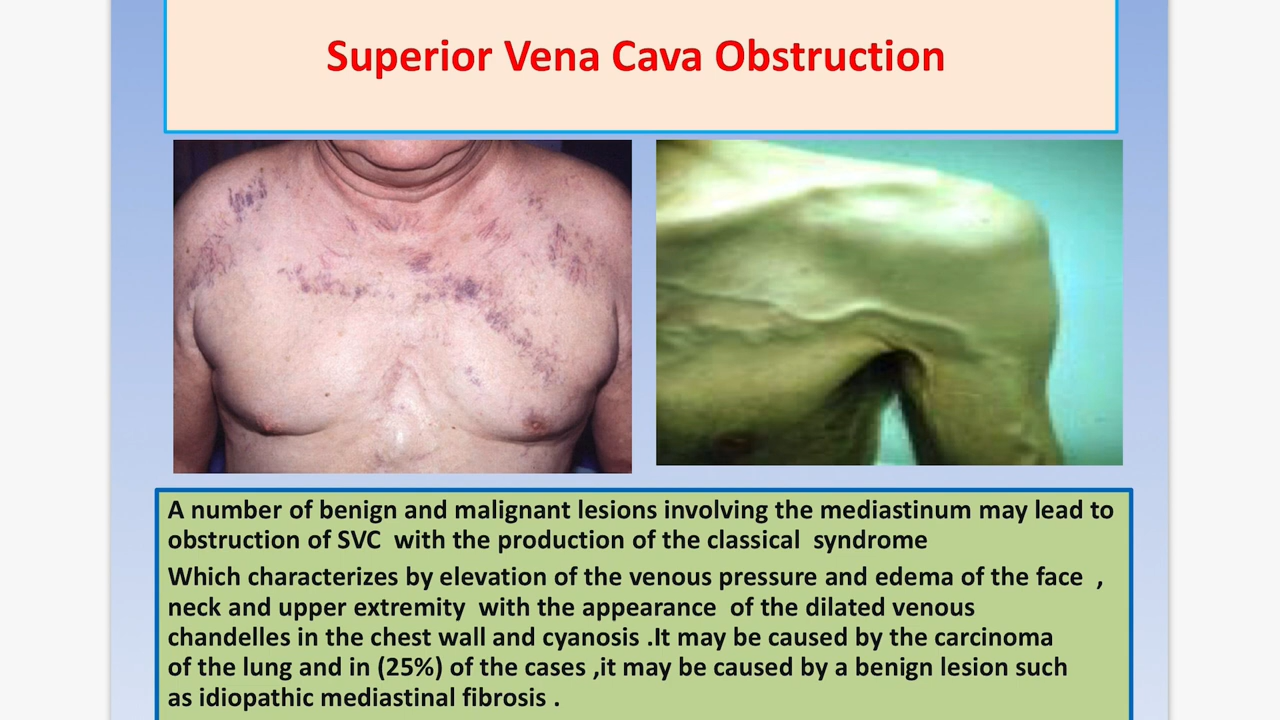 Superior Vena Cava Obstruction
A number of benign and malignant lesions involving the mediastinum may lead to
obstruction of SVC  with the production of the classical  syndrome
Which characterizes by elevation of the venous pressure and edema of the face  ,
neck and upper extremity  with the appearance  of the dilated venous
chandelles in the chest wall and cyanosis .It may be caused by the carcinoma
of the lung and in (25%) of the cases ,it may be caused by a benign lesion such
as idiopathic mediastinal fibrosis .